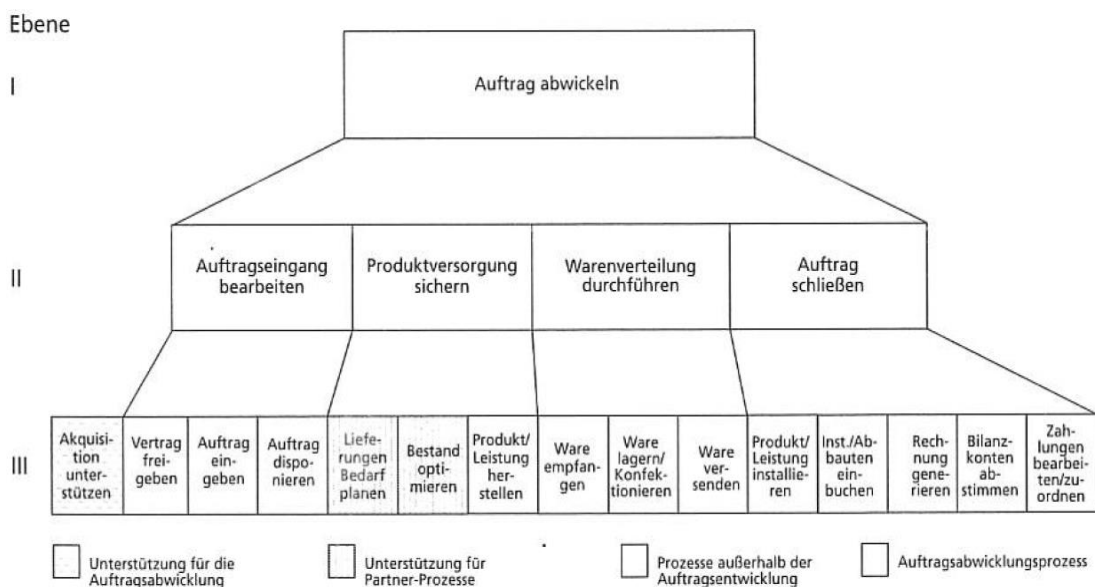 Ebene
I
Auftrag abwickeln
II
Auftragseingang
bearbeiten
Produktversorgung
sichern
Warenverteilung
durchführen
Auftrag
schließen
III
Akquisi-
tion
unter-
stützen
Vertrag
frei-
geben
Auftrag
ein-
geben
Auftrag
dispo-
nieren
Liefe-
rungen
Bedarf
planen
Bestand
opti-
mieren
Produkt/
Leistung
her-
stellen
Ware
empfan-
gen
Ware
lagern/
Konfek-
tionieren
Ware
ver-
senden
Produkt/
Leistung
installie-
ren
Inst./Ab-
bauten
ein-
buchen
Rech-
nung
gene-
rieren
Bilanz-
konten
ab-
stimmen
Zah-
lungen
bearbei-
ten/zu-
ordnen
Unterstützung für die
Auftragsabwicklung
Unterstützung für
Partner-Prozesse
Prozesse außerhalb der
Auftragsentwicklung
Auftragsabwicklungsprozess